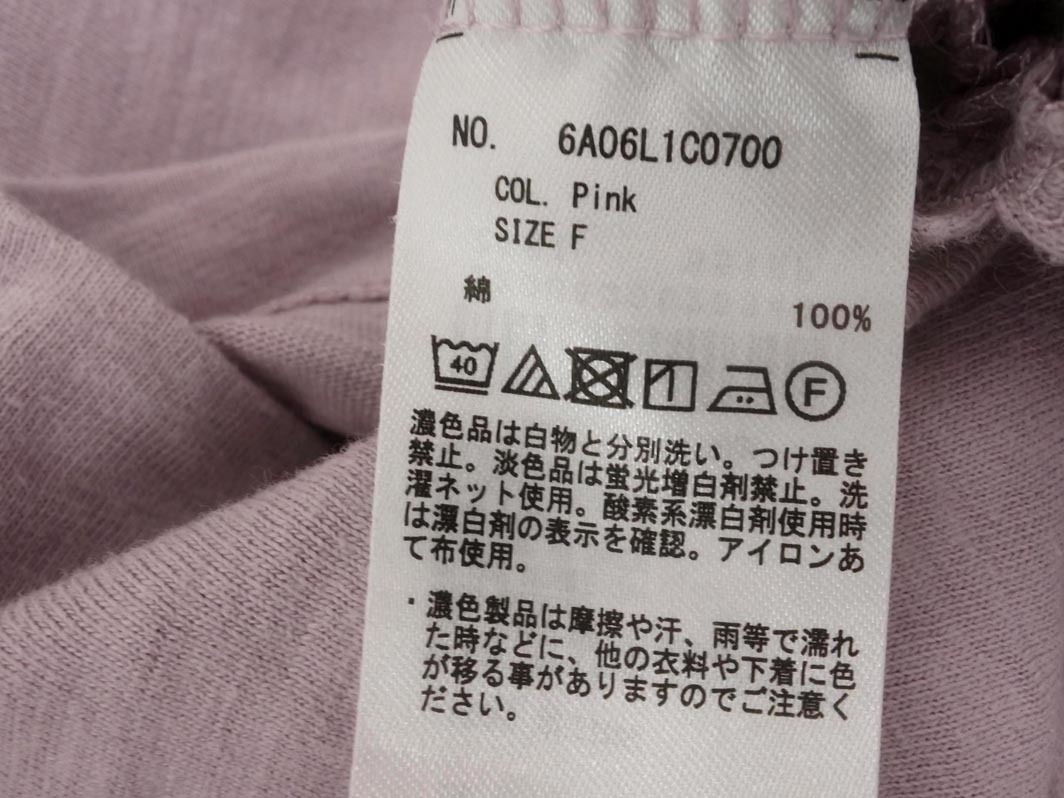 NO. 6A06L1C0700
COL. Pink
SIZE F
綿 100%
40 F
濃色品は白物と分別洗い。つけ置き
禁止。淡色品は蛍光増白剤禁止。洗
濯ネット使用。酸素系漂白剤使用時
は漂白剤の表示を確認。アイロンあ
て布使用。
・濃色製品は摩擦や汗、雨等で濡れ
た時などに、他の衣料や下着に色
が移る事がありますのでご注意く
ださい。